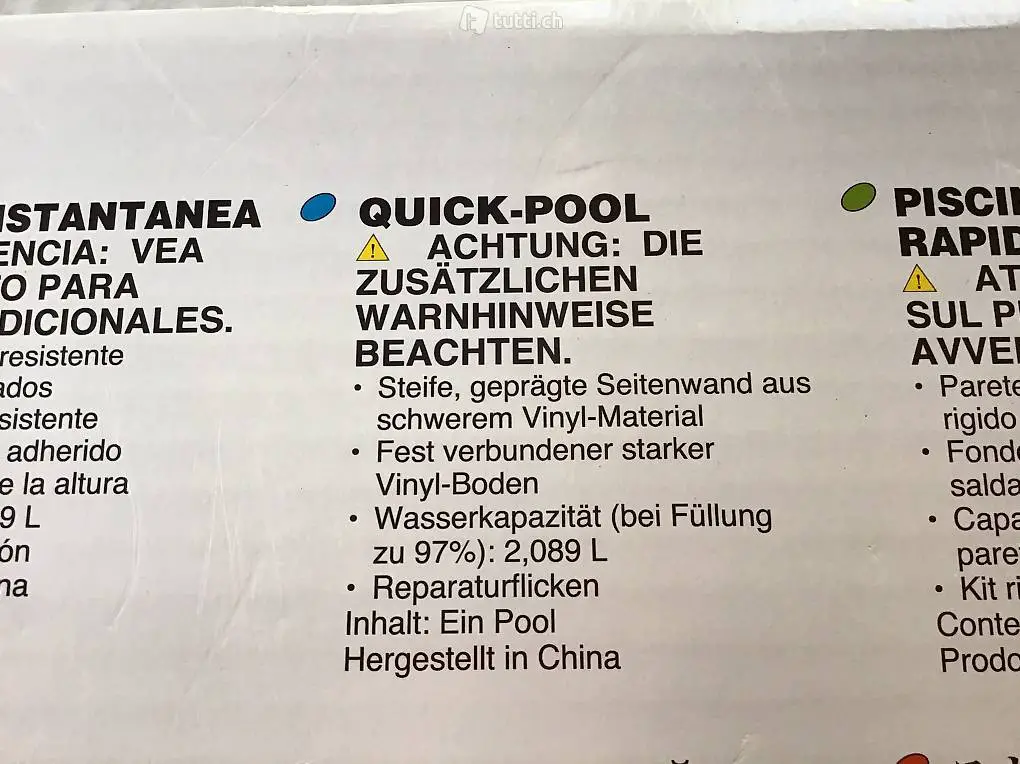 tutti.ch
ISTANTANEA
ENCIA: VEA
O PARA
DICIONALES.
resistente
ados
sistente
adherido
e la altura
9 L
ón
na
QUICK-POOL
ACHTUNG: DIE
ZUSÄTZLICHEN
WARNHINWEISE
BEACHTEN.
• Steife, geprägte Seitenwand aus
schwerem Vinyl-Material
• Fest verbundener starker
Vinyl-Boden
• Wasserkapazität (bei Füllung
zu 97%): 2,089 L
• Reparaturflicken
Inhalt: Ein Pool
Hergestellt in China
PISCI
RAPID
AT
SUL P
AVVE
• Parete
rigido
• Fond
salda
• Capa
pare
• Kit ri
Conte
Prodo